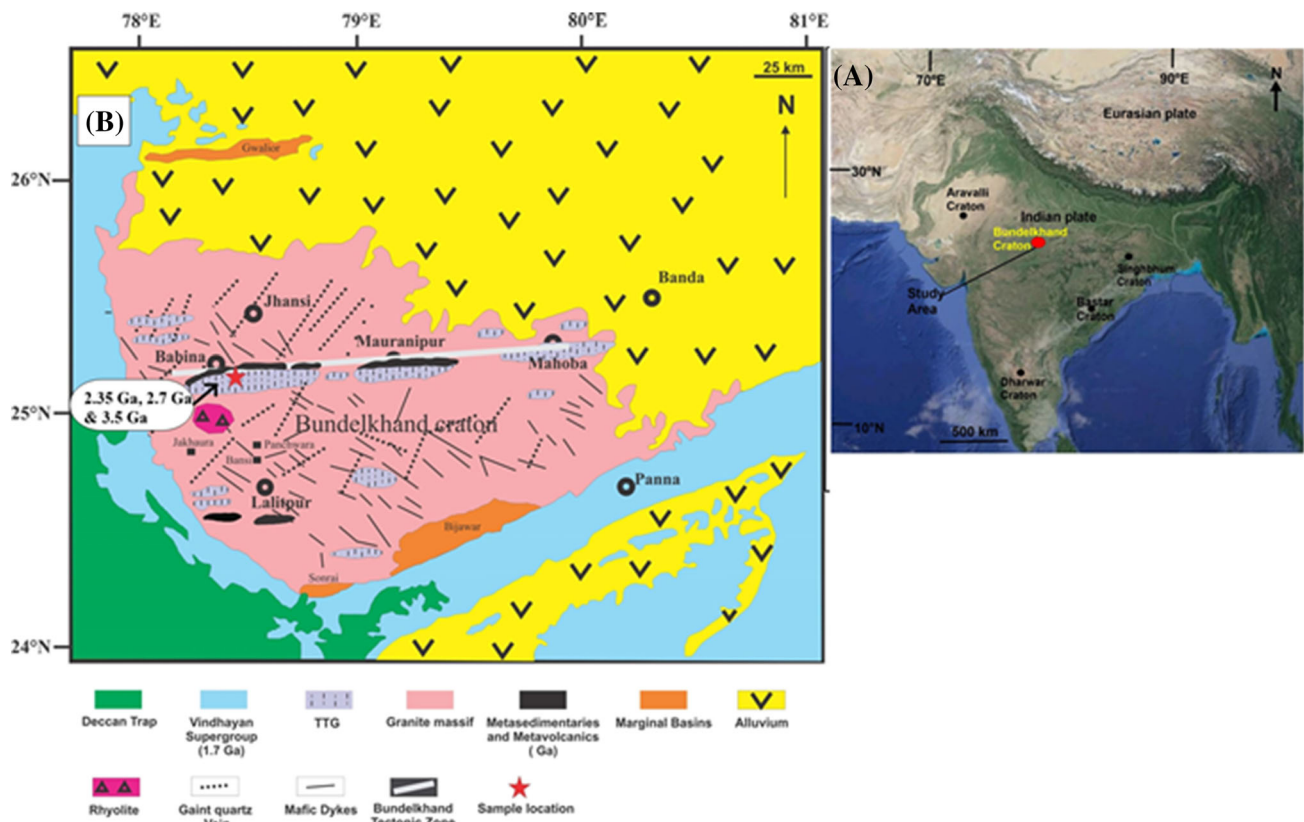 78°E
79°E
80°E
81°E
(B)
25 km
N
Gwalior
26°N
Banda
Jhansi
Mauranipur
Babina
Mahoba
2.35 Ga, 2.7 Ga
& 3.5 Ga
25°N
Bundelkhand craton
Jakhaura
Panchwara
Bansi
Panna
Lalitpur
Bijawar
Sonrai
24°N
(A)
70°E
90°E
N
Eurasian plate
30°N
Aravalli
Craton
Indian plate
Bundelkhand
Craton
Singhbhum
Craton
Study
Area
Bastar
Craton
Dharwar
Craton
10°N
500 km
Deccan Trap
Vindhayan
Supergroup
(1.7 Ga)
TTG
Granite massif
Metasedimentaries
and Metavolcanics
( Ga)
Marginal Basins
Alluvium
Rhyolite
Gaint quartz
Vein
Mafic Dykes
Bundelkhand
Tectonic Zone
Sample location